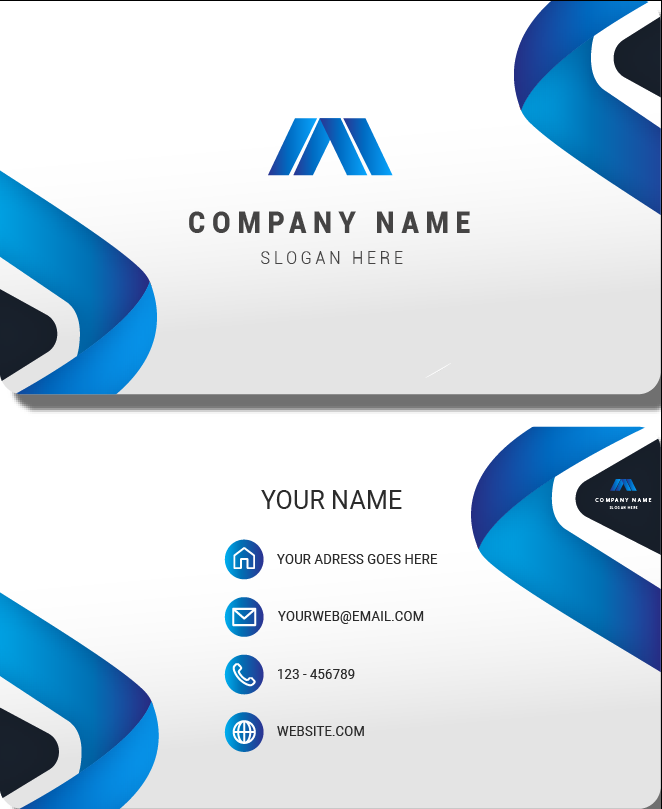 COMPANY NAME
SLOGAN HERE
COMPANY NAME
SLOGAN HERE
YOUR NAME
YOUR ADRESS GOES HERE
YOURWEB@EMAIL.COM
123 - 456789
WEBSITE.COM